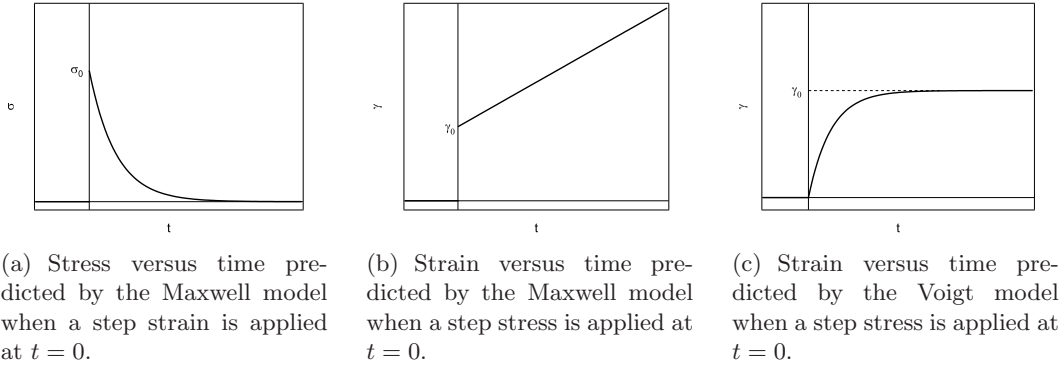 σ₀
σ
t
γ₀
γ
t
γ₀
γ
t
(a) Stress versus time pre-
dicted by the Maxwell model
when a step strain is applied
at t = 0.
(b) Strain versus time pre-
dicted by the Maxwell model
when a step stress is applied at
t = 0.
(c) Strain versus time pre-
dicted by the Voigt model
when a step stress is applied at
t = 0.